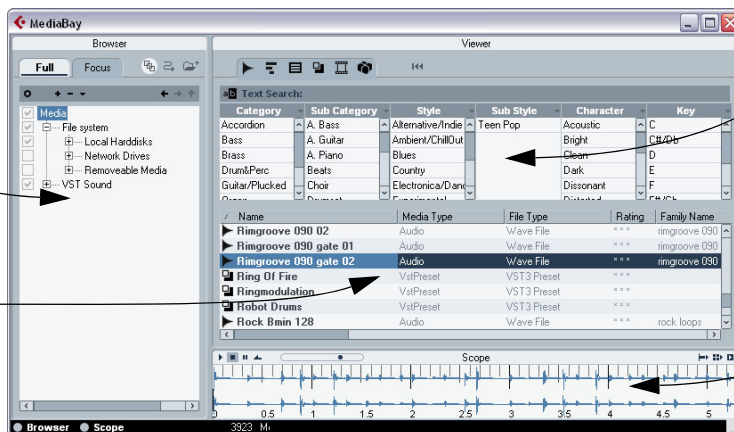 MediaBay
Browser
Viewer
Full Focus
Text Search:
Category Sub Category Style Sub Style Character Key
Accordion A. Bass Alternative/Indie Teen Pop Acoustic C
Bass A. Guitar Ambient/ChillOut Bright C#/Db
Brass A. Piano Blues Clean D
Drum&Perc Beats Country Dark E
Guitar/Plucked Choir Electronica/Danc Dissonant F
Media
File system
Local Harddisks
Network Drives
Removeable Media
VST Sound
Name Media Type File Type Rating Family Name
Rimgroove 090 02 Audio Wave File rimgroove 090
Rimgroove 090 gate 01 Audio Wave File rimgroove 090
Rimgroove 090 gate 02 Audio Wave File rimgroove 090
Ring Of Fire VstPreset VST3 Preset
Ringmodulation VstPreset VST3 Preset
Robot Drums VstPreset VST3 Preset
Rock Bmin 128 Audio Wave File rock loops
Scope
0 0.5 1 1.5 2 2.5 3 3.5 4 4.5 5
Browser Scope 3923